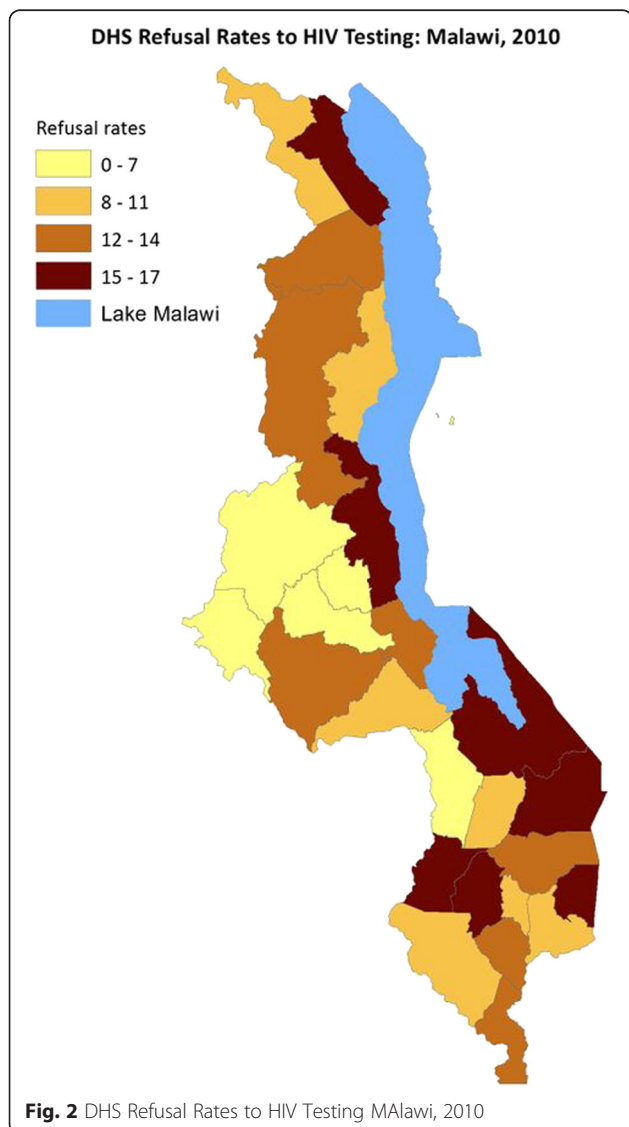 DHS Refusal Rates to HIV Testing: Malawi, 2010
Refusal rates
0 - 7
8 - 11
12 - 14
15 - 17
Lake Malawi
Fig. 2 DHS Refusal Rates to HIV Testing MAlawi, 2010